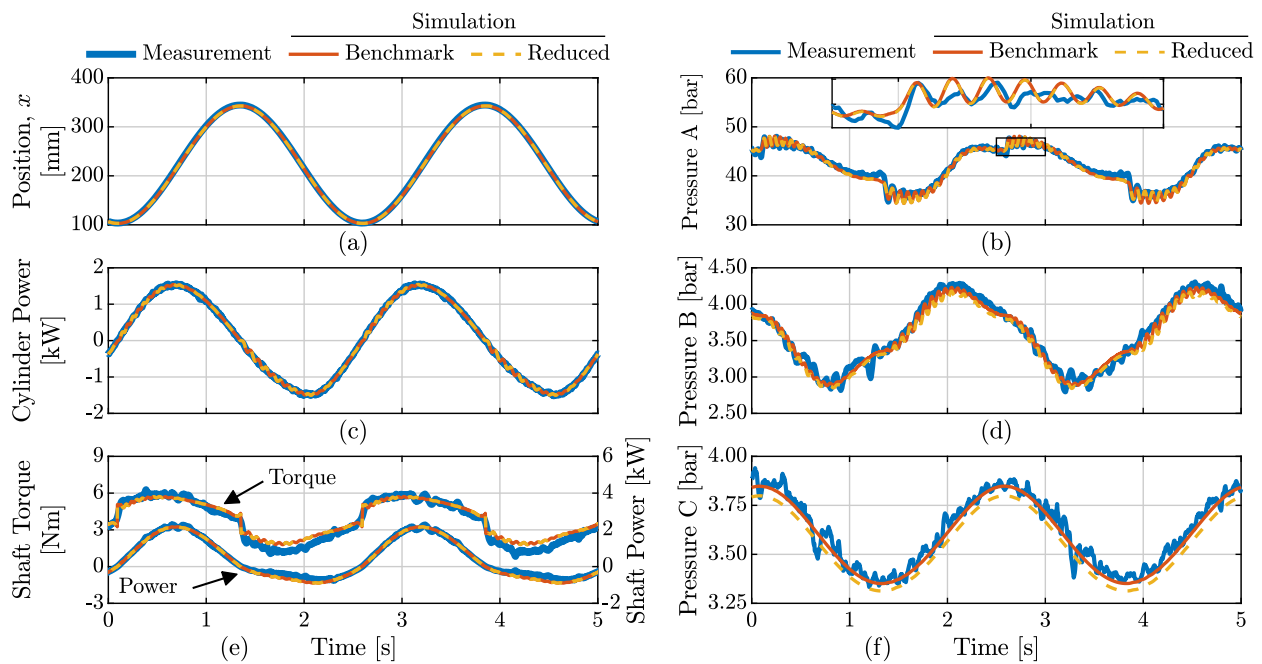 Simulation
Measurement Benchmark Reduced
Position, x
[mm]
400
300
200
100
(a)
Cylinder Power
[kW]
2
1
0
-1
-2
(c)
Shaft Torque
[Nm]
9
6
3
0
-3
Torque
Power
6
4
2
0
-2
Shaft Power [kW]
0 1 2 3 4 5
Time [s]
(e)
Simulation
Measurement Benchmark Reduced
Pressure A [bar]
60
50
40
30
(b)
Pressure B [bar]
4.50
4.00
3.50
3.00
2.50
(d)
Pressure C [bar]
4.00
3.75
3.50
3.25
0 1 2 3 4 5
Time [s]
(f)